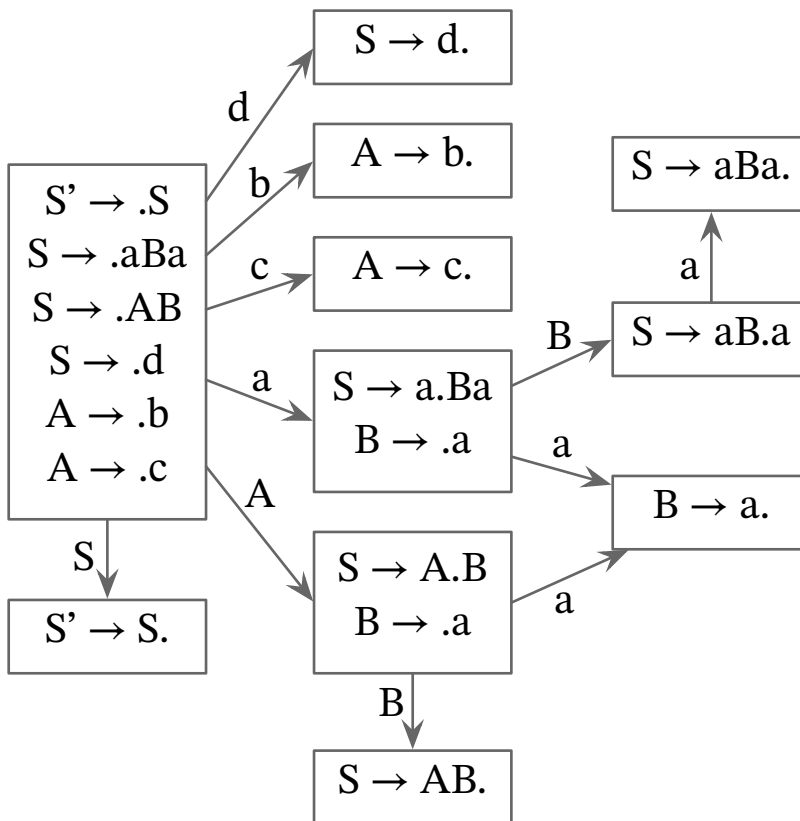 S → d.
d
A → b.
b
S → aBa.
S’ → .S
S → .aBa
S → .AB
S → .d
A → .b
A → .c
c
A → c.
a
S → aB.a
B
a
S → a.Ba
B → .a
a
B → a.
A
S → A.B
B → .a
a
S
S’ → S.
B
S → AB.